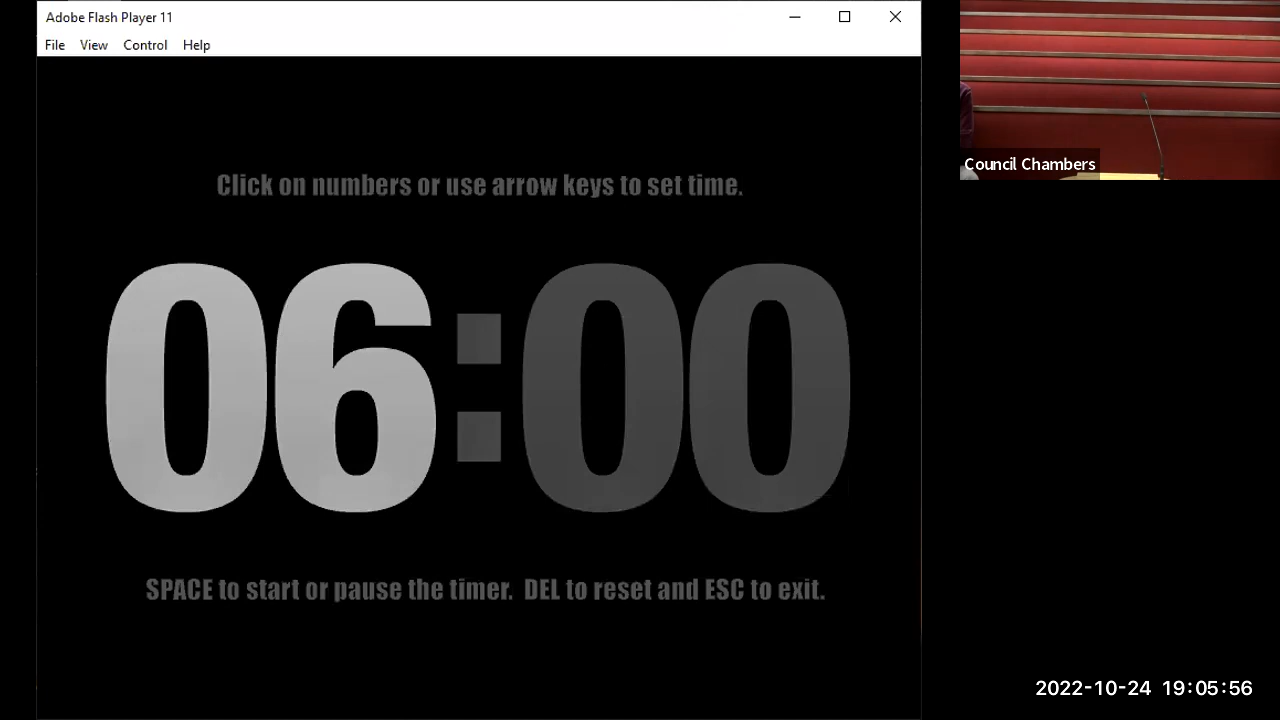 Adobe Flash Player 11
File View Control Help
Click on numbers or use arrow keys to set time.
06:00
SPACE to start or pause the timer. DEL to reset and ESC to exit.
Council Chambers
2022-10-24 19:05:56